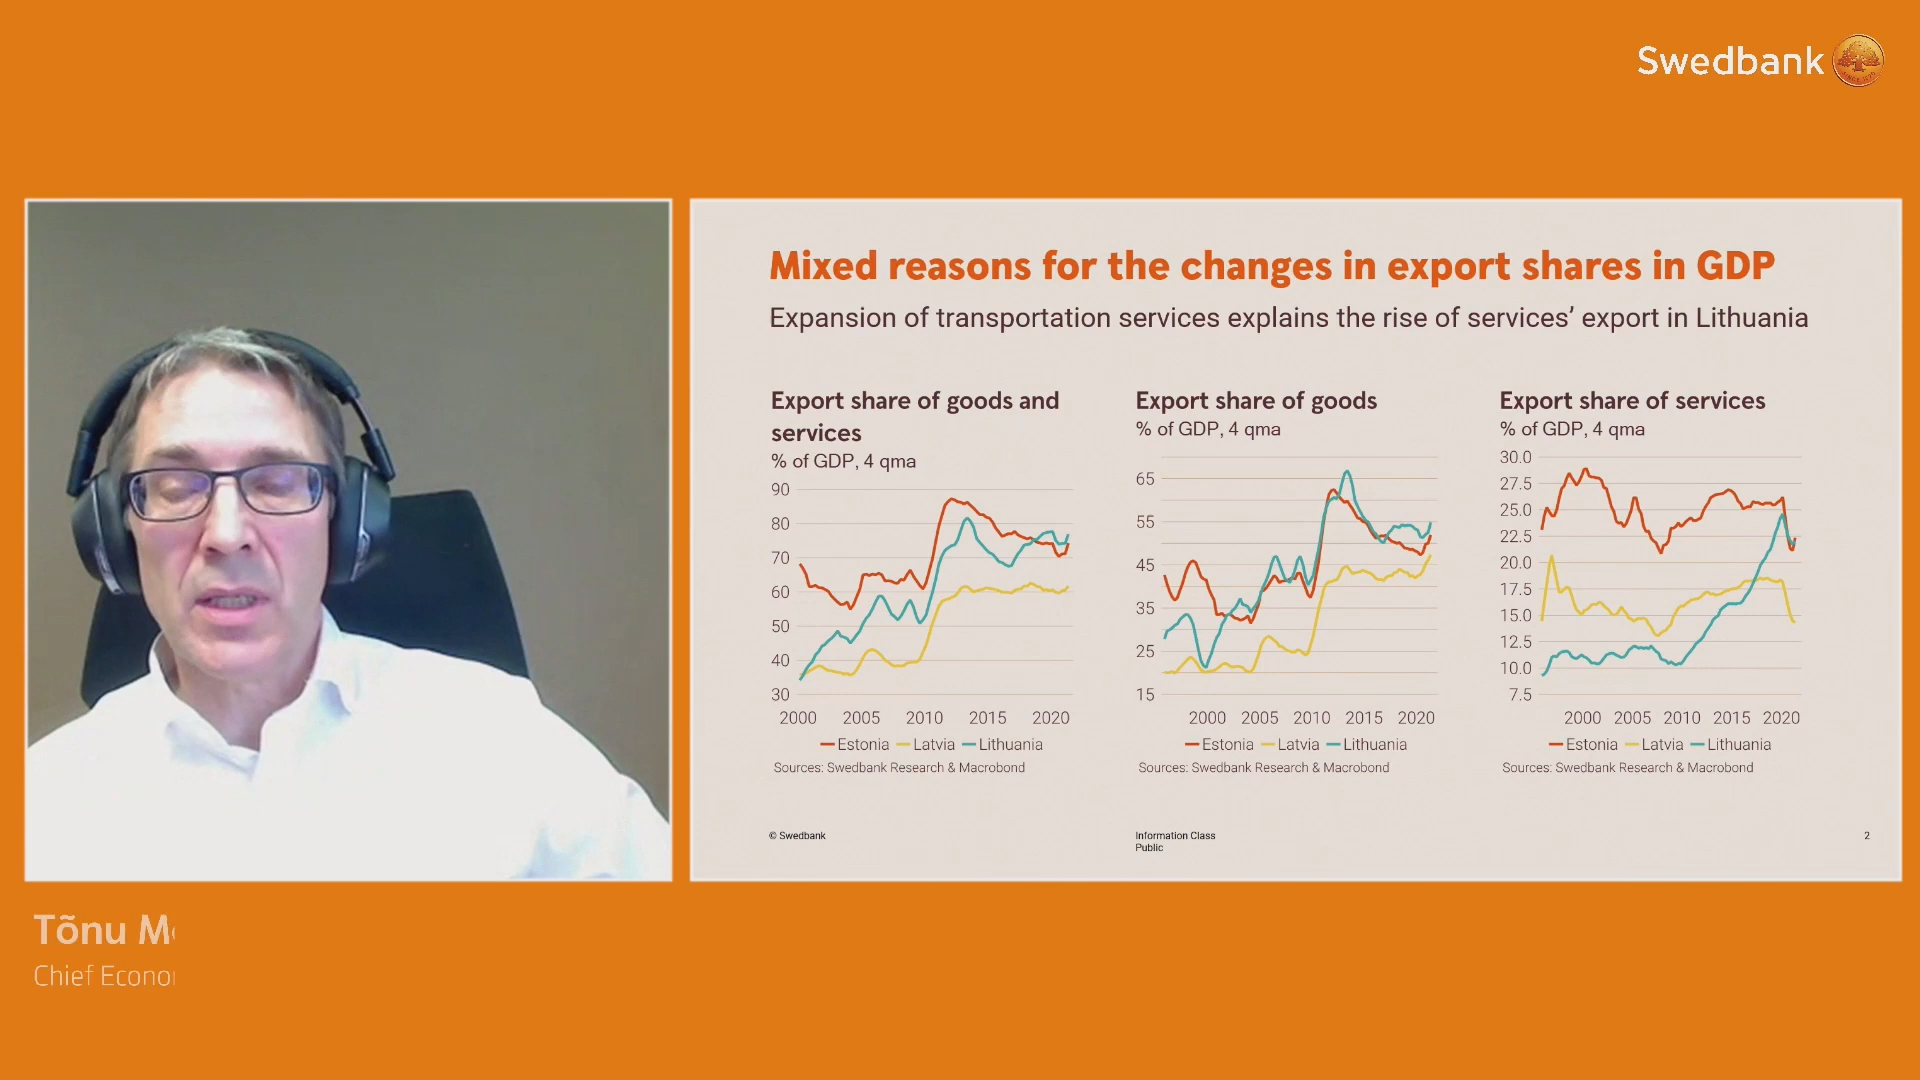 Swedbank
Mixed reasons for the changes in export shares in GDP
Expansion of transportation services explains the rise of services' export in Lithuania
Export share of goods and
services
% of GDP, 4 qma
90
80
70
60
50
40
30
2000 2005 2010 2015 2020
Estonia Latvia Lithuania
Sources: Swedbank Research & Macrobond
Export share of goods
% of GDP, 4 qma
65
55
45
35
25
15
2000 2005 2010 2015 2020
Estonia Latvia Lithuania
Sources: Swedbank Research & Macrobond
Export share of services
% of GDP, 4 qma
30.0
27.5
25.0
22.5
20.0
17.5
15.0
12.5
10.0
7.5
2000 2005 2010 2015 2020
Estonia Latvia Lithuania
Sources: Swedbank Research & Macrobond
© Swedbank
Information Class
Public
2
Tõnu M
Chief Econo